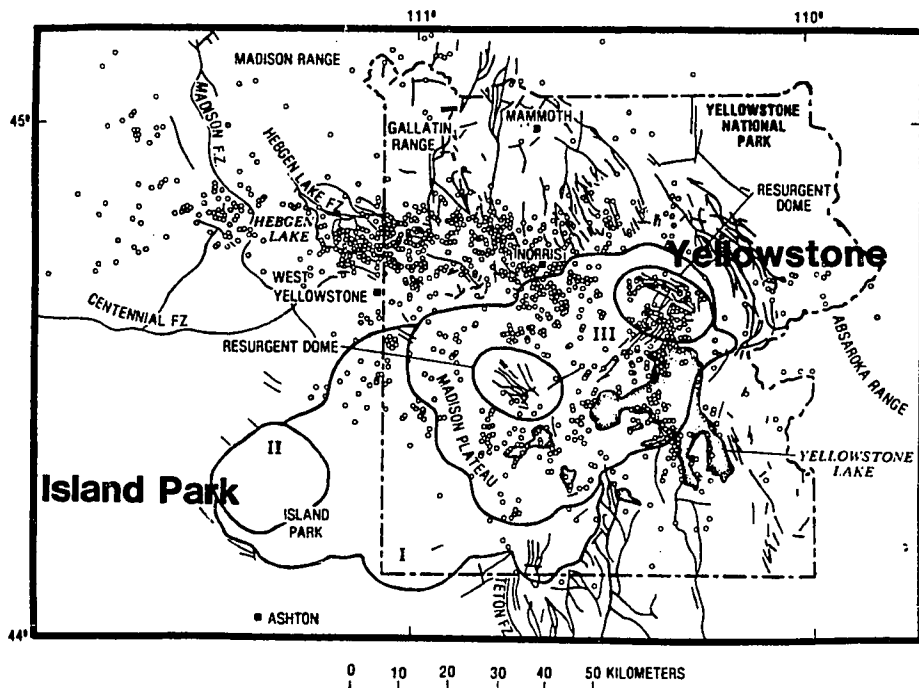 111°
110°
MADISON RANGE
45°
MADISON F.Z.
GALLATIN
RANGE
MAMMOTH
YELLOWSTONE
NATIONAL
PARK
HEBGEN LAKE FZ
RESURGENT
DOME
HEBGEN
LAKE
NORRIS
Yellowstone
WEST
YELLOWSTONE
CENTENNIAL FZ.
RESURGENT DOME
III
ABSAROKA RANGE
MADISON PLATEAU
II
YELLOWSTONE
LAKE
Island Park
ISLAND
PARK
I
TETON FZ
ASHTON
44°
0 10 20 30 40 50 KILOMETERS